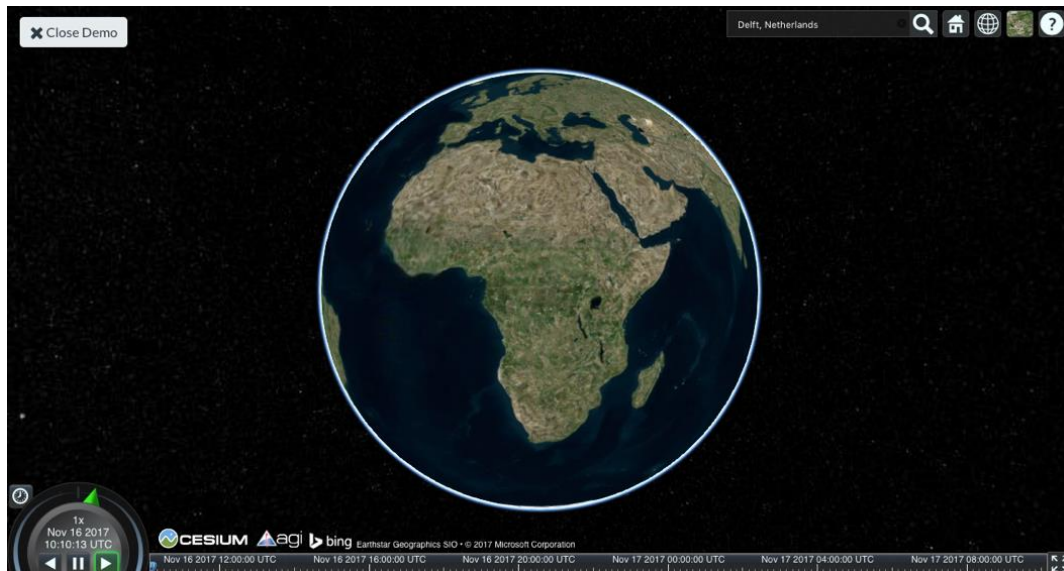 Close Demo
Delft, Netherlands
?
1x
Nov 16 2017
10:10:13 UTC
CESIUM agi bing Earthstar Geographics SIO • © 2017 Microsoft Corporation
Nov 16 2017 12:00:00 UTC Nov 16 2017 16:00:00 UTC Nov 16 2017 20:00:00 UTC Nov 17 2017 00:00:00 UTC Nov 17 2017 04:00:00 UTC Nov 17 2017 08:00:00 UTC